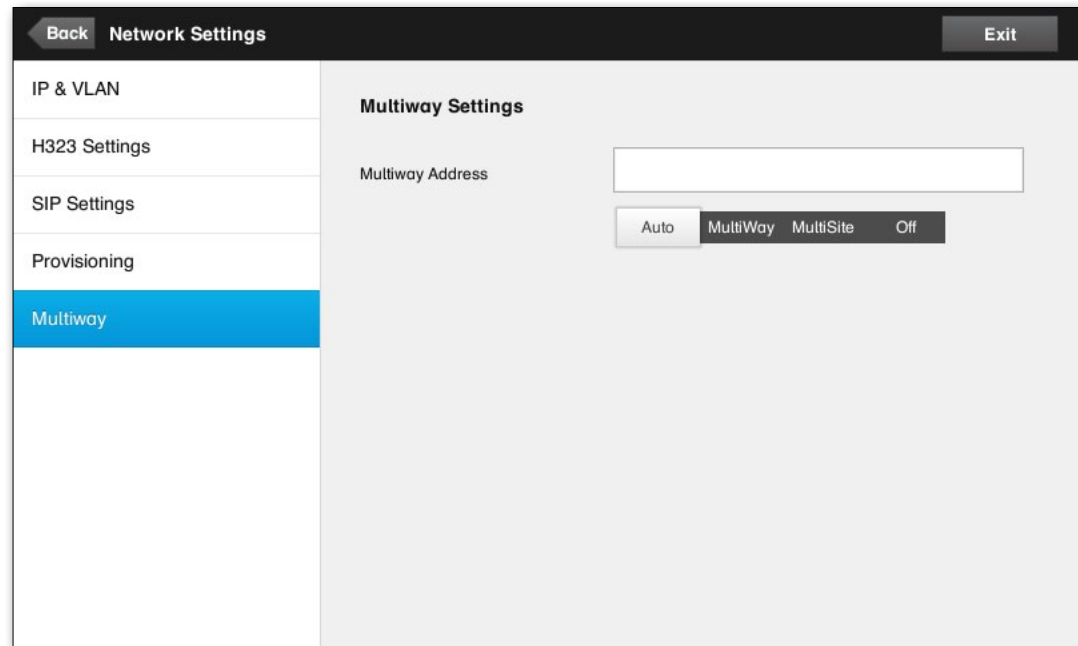 Back Network Settings Exit
IP & VLAN
H323 Settings
SIP Settings
Provisioning
Multiway
Multiway Settings
Multiway Address
Auto MultiWay MultiSite Off